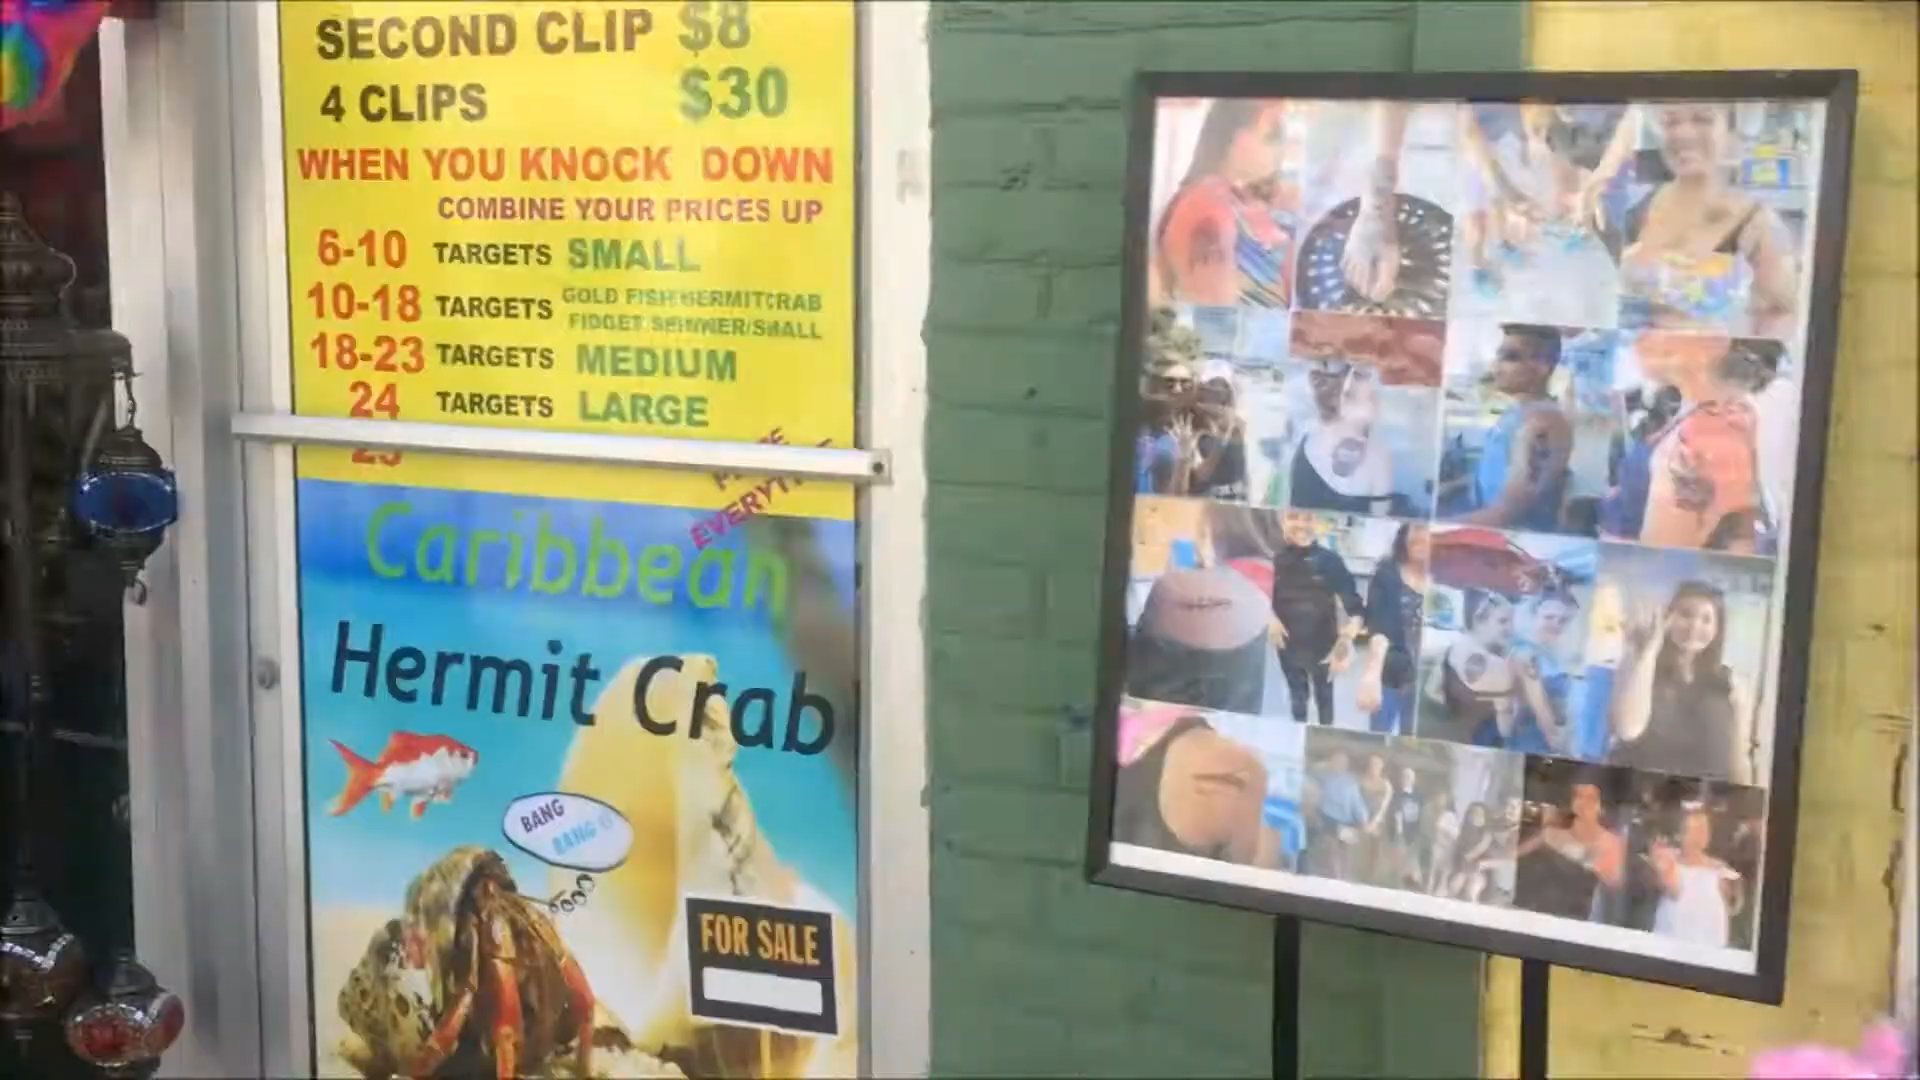 SECOND CLIP $8
4 CLIPS $30
WHEN YOU KNOCK DOWN
COMBINE YOUR PRICES UP
6-10 TARGETS SMALL
10-18 TARGETS GOLD FISH/HERMITCRAB
FIDGET SPINNER/SMALL
18-23 TARGETS MEDIUM
24 TARGETS LARGE
25
Caribbean
Hermit Crab
BANG
BANG
FOR SALE